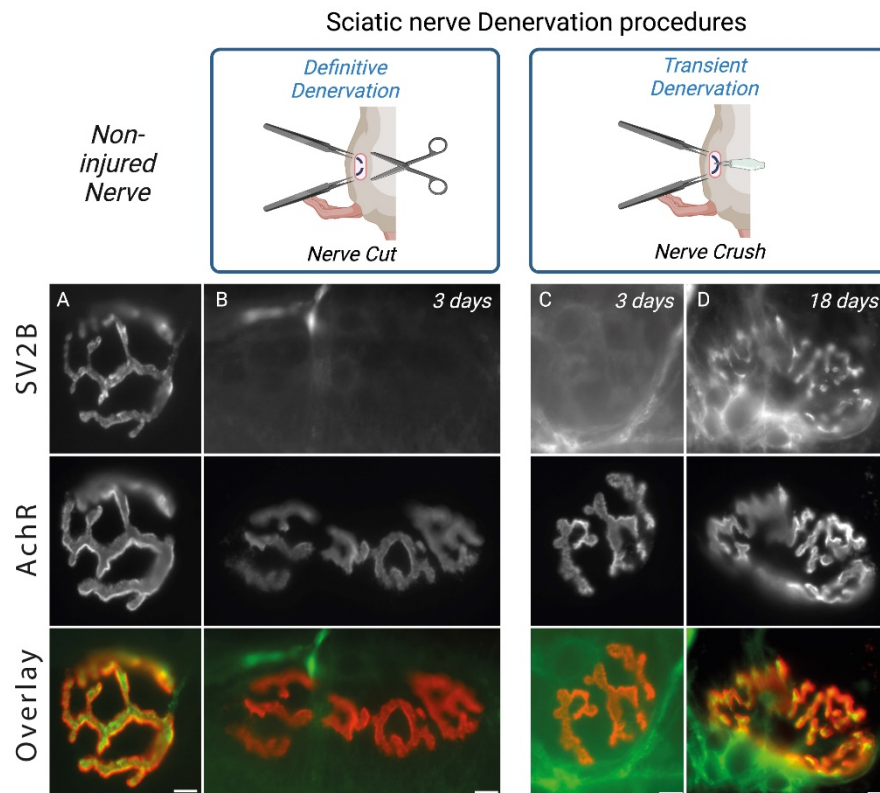 Sciatic nerve Denervation procedures
Non-
injured
Nerve
Definitive
Denervation
Nerve Cut
Transient
Denervation
Nerve Crush
A
B
3 days
C
3 days
D
18 days
SV2B
AchR
Overlay